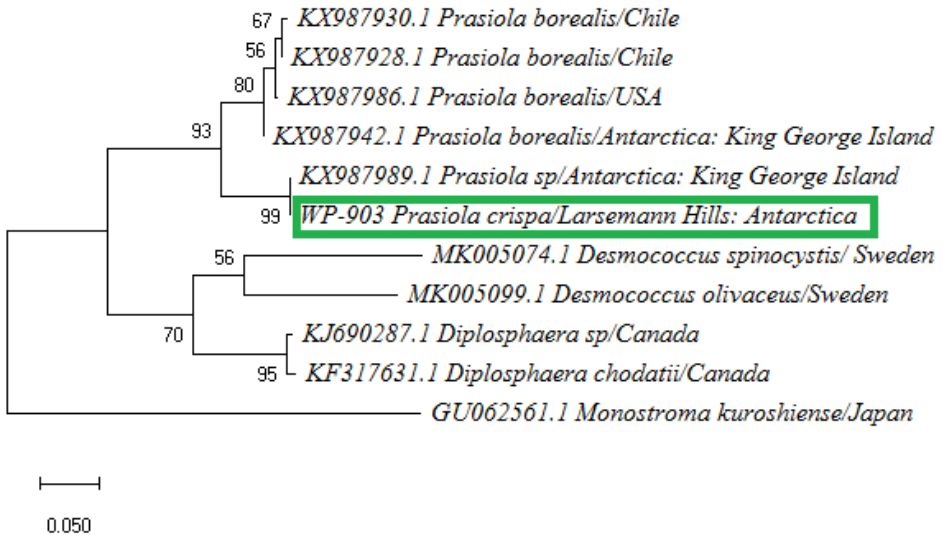 67
KX987930.1 Prasiola borealis/Chile
56
KX987928.1 Prasiola borealis/Chile
80
KX987986.1 Prasiola borealis/USA
93
KX987942.1 Prasiola borealis/Antarctica: King George Island
KX987989.1 Prasiola sp/Antarctica: King George Island
99
WP-903 Prasiola crispa/Larsemann Hills: Antarctica
56
MK005074.1 Desmococcus spinocystis/ Sweden
MK005099.1 Desmococcus olivaceus/Sweden
70
KJ690287.1 Diplosphaera sp/Canada
95
KF317631.1 Diplosphaera chodatii/Canada
GU062561.1 Monostroma kuroshiense/Japan
0.050